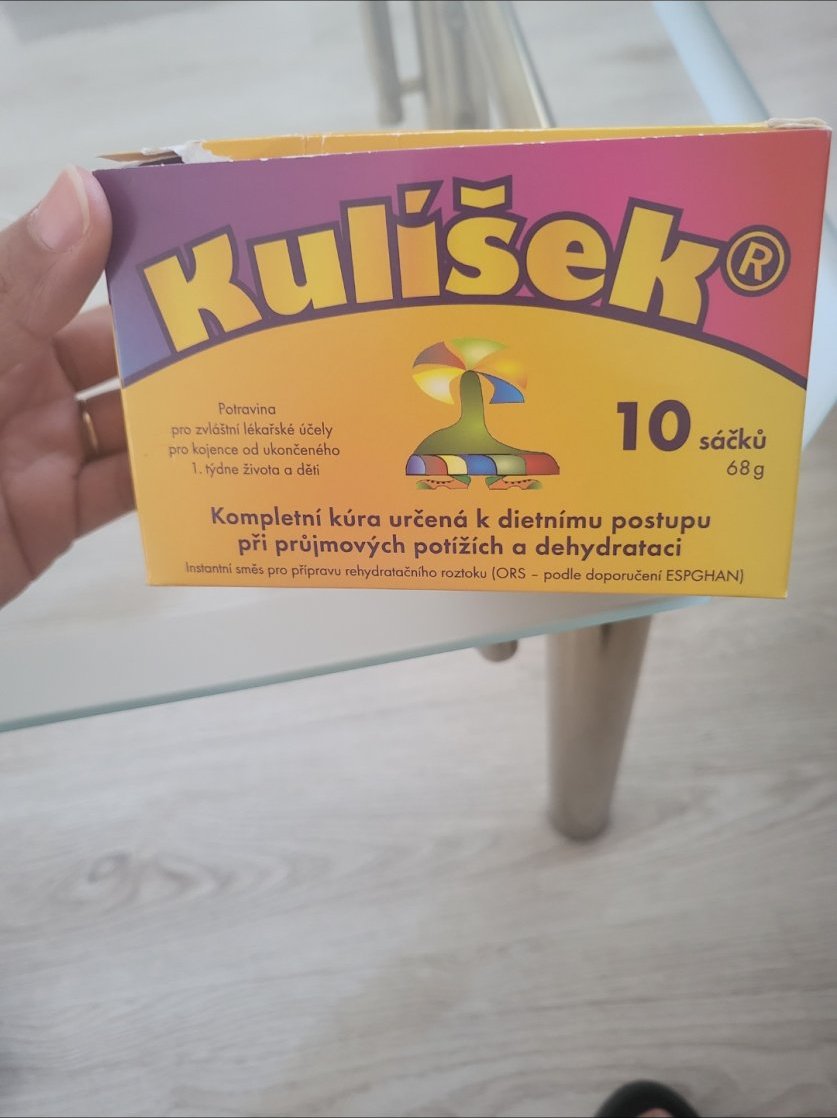 Kulíšek®
Potravina
pro zvláštní lékařské účely
pro kojence od ukončeného
1. týdne života a děti
10 sáčků
68 g
Kompletní kúra určená k dietnímu postupu
při průjmových potížích a dehydrataci
Instantní směs pro přípravu rehydratačního roztoku (ORS – podle doporučení ESPGHAN)